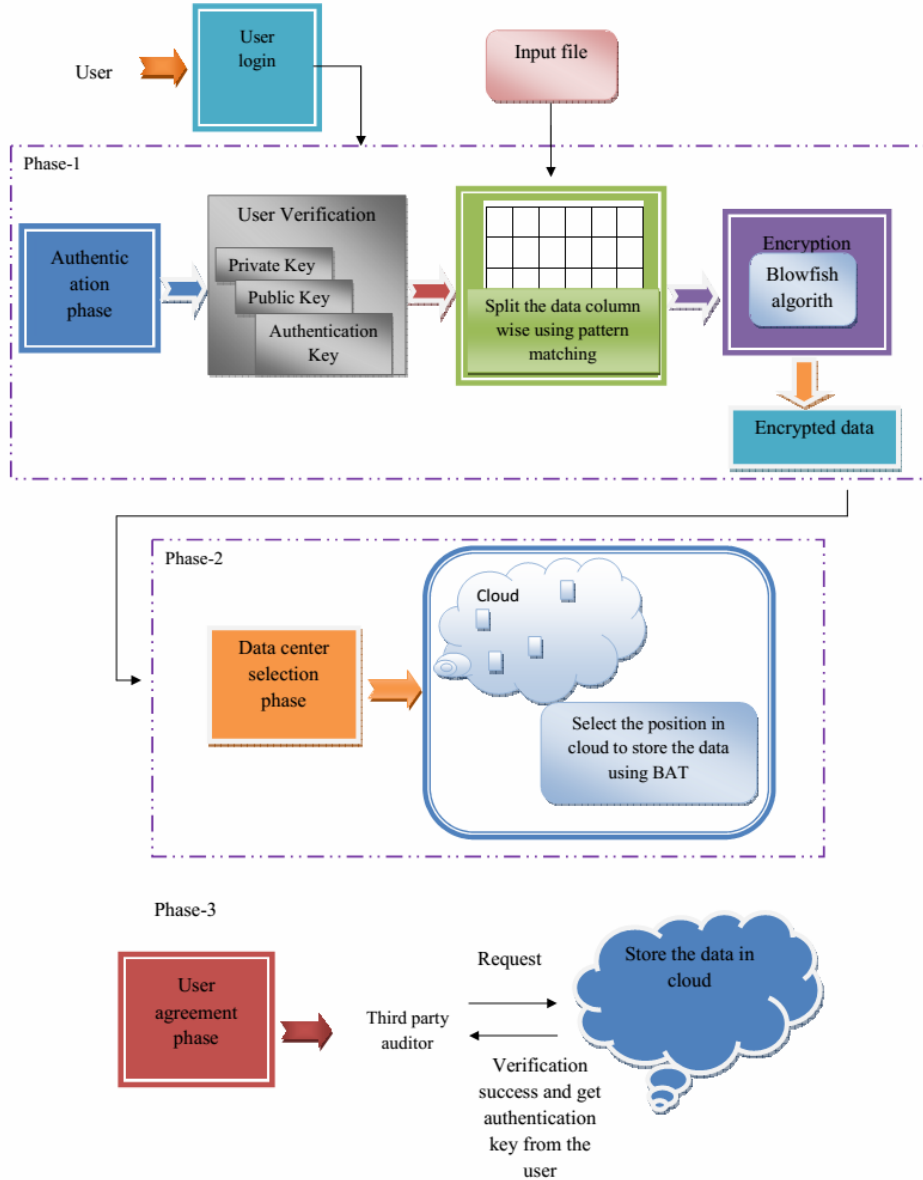 User
User
login
Input file
Phase-1
Authentic
ation
phase
User Verification
Private Key
Public Key
Authentication
Key
Split the data column
wise using pattern
matching
Encryption
Blowfish
algorith
Encrypted data
Phase-2
Data center
selection
phase
Cloud
Select the position in
cloud to store the data
using BAT
Phase-3
User
agreement
phase
Third party
auditor
Request
Verification
success and get
authentication
key from the
user
Store the data in
cloud